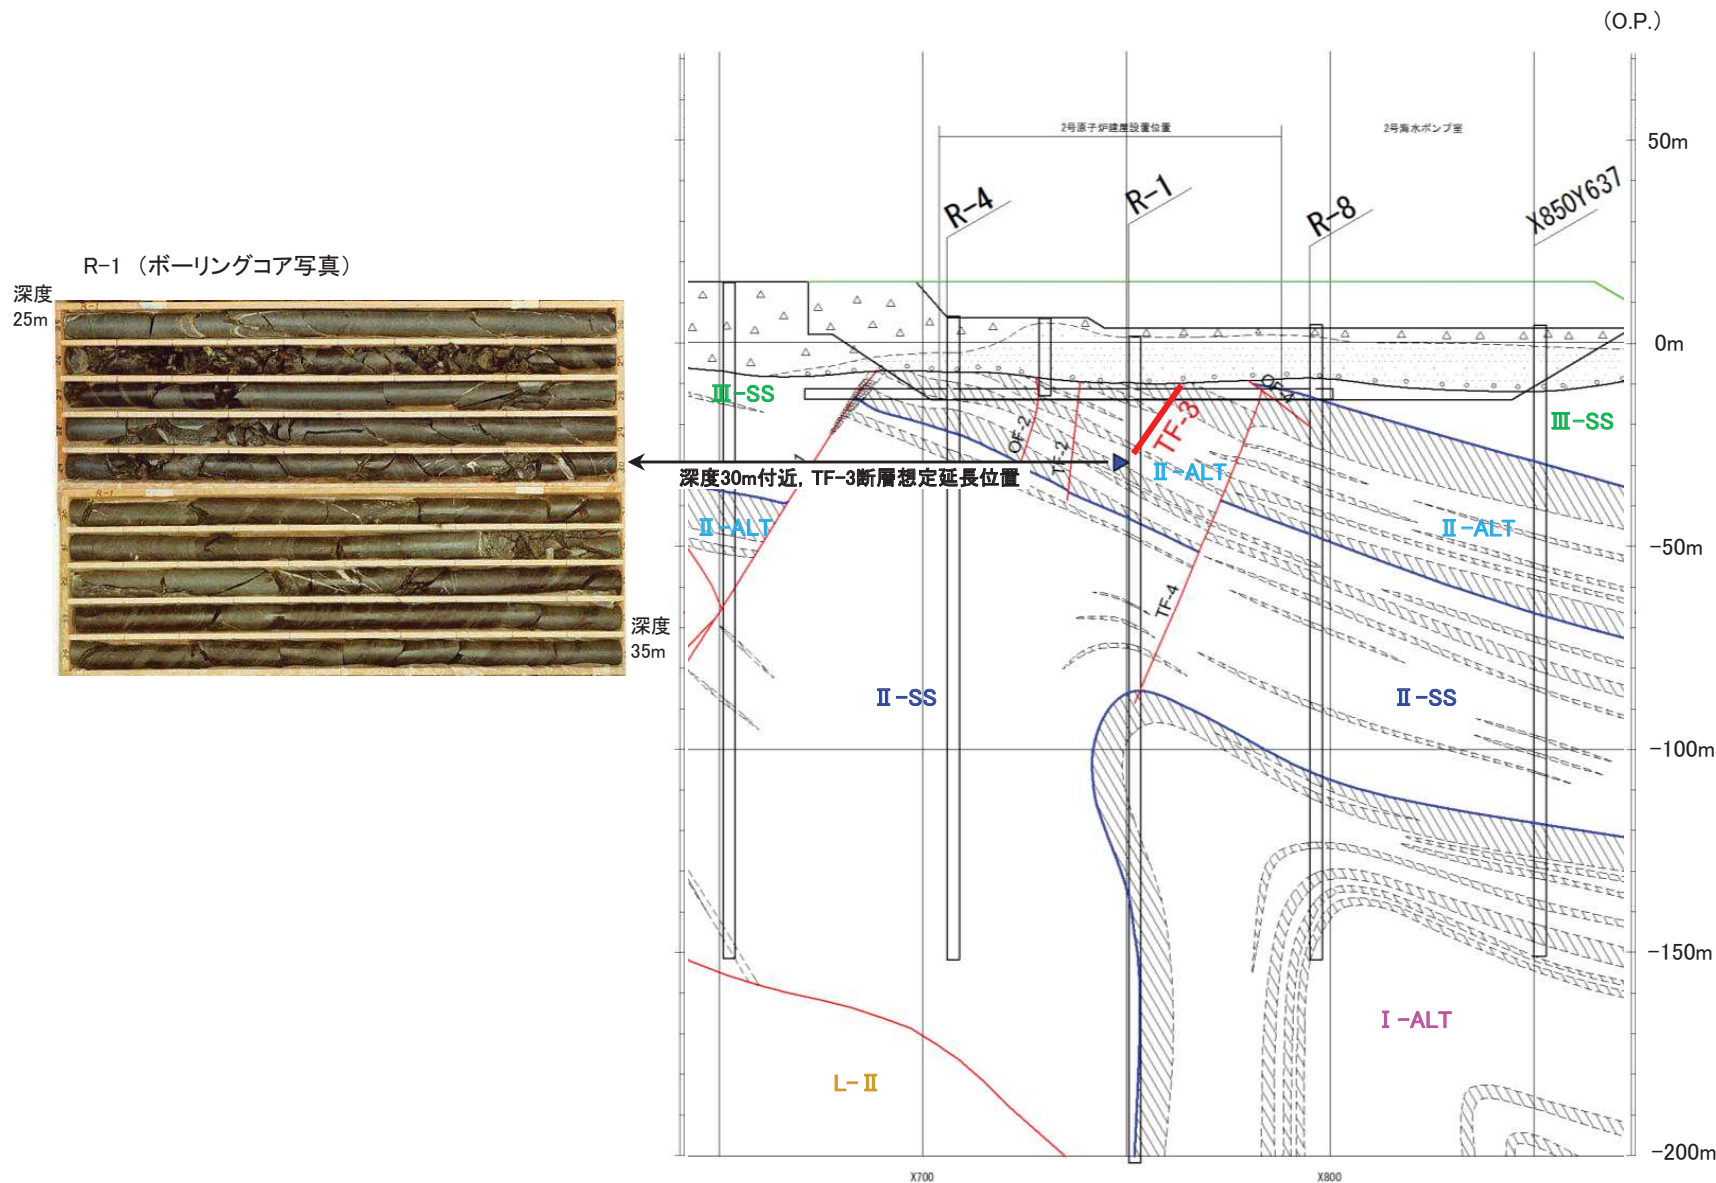 (O.P.)
2号原子炉建屋設置位置
2号海水ポンプ室
50m
R-4
R-1
R-8
X850Y637
R-1 (ボーリングコア写真)
深度
25m
0m
Ⅲ-SS
OF-4
Ⅲ-SS
TF-3
OF-2
TF-2
Ⅱ-ALT
深度30m付近, TF-3断層想定延長位置
Ⅱ-ALT
Ⅱ-ALT
-50m
TF-4
深度
35m
Ⅱ-SS
Ⅱ-SS
-100m
-150m
Ⅰ-ALT
L-Ⅱ
-200m
X700
X800